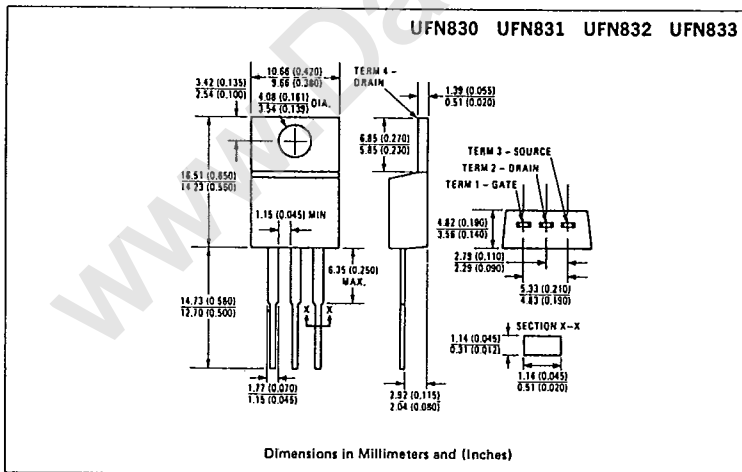 UFN830 UFN831 UFN832 UFN833
10.66 (0.420)
9.66 (0.380)
TERM 4 –
DRAIN
3.42 (0.135)
2.54 (0.100)
4.08 (0.161) DIA.
3.54 (0.139)
1.39 (0.055)
0.51 (0.020)
6.85 (0.270)
5.85 (0.230)
TERM 3 – SOURCE
TERM 2 – DRAIN
TERM 1 – GATE
16.51 (0.650)
14.23 (0.560)
1.15 (0.045) MIN
4.82 (0.190)
3.56 (0.140)
2.79 (0.110)
2.29 (0.090)
6.35 (0.250)
MAX.
5.33 (0.210)
4.83 (0.190)
14.73 (0.580)
12.70 (0.500)
X X
SECTION X–X
1.14 (0.045)
0.31 (0.012)
1.14 (0.045)
0.51 (0.020)
1.77 (0.070)
1.15 (0.045)
2.92 (0.115)
2.04 (0.080)
Dimensions in Millimeters and (Inches)
www.Da